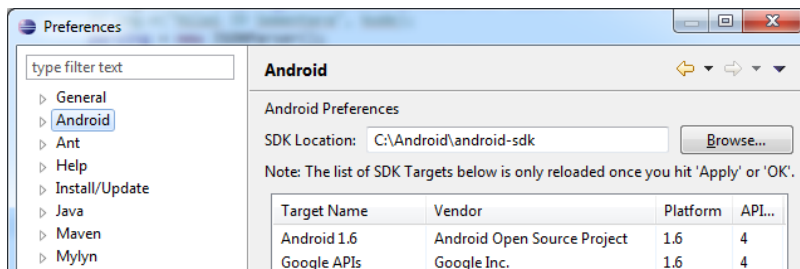 Preferences
type filter text
General
Android
Ant
Help
Install/Update
Java
Maven
Mylyn
Android
Android Preferences
SDK Location: C:\Android\android-sdk Browse...
Note: The list of SDK Targets below is only reloaded once you hit 'Apply' or 'OK'.
Target Name Vendor Platform API...
Android 1.6 Android Open Source Project 1.6 4
Google APIs Google Inc. 1.6 4